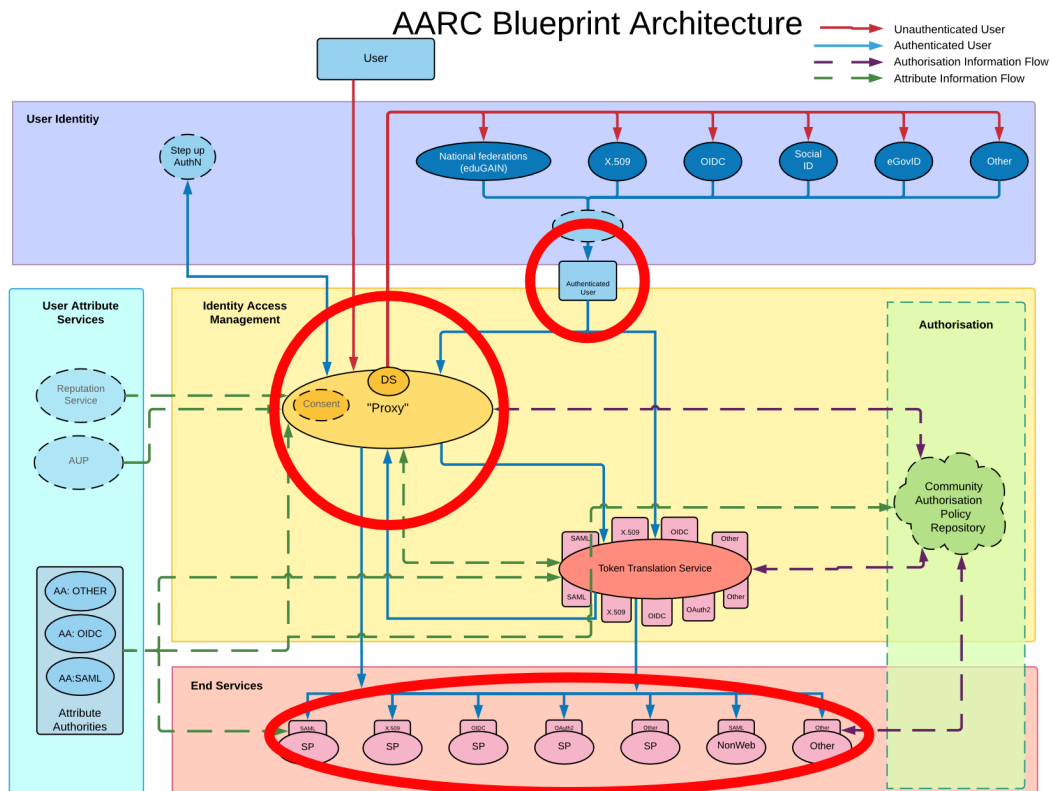 AARC Blueprint Architecture
Unauthenticated User
Authenticated User
Authorisation Information Flow
Attribute Information Flow
User
User Identitiy
Step up
AuthN
National federations
(eduGAIN)
X.509
OIDC
Social
ID
eGovID
Other
Authenticated
User
User Attribute
Services
Identity Access
Management
Authorisation
Reputation
Service
AUP
DS
Consent
"Proxy"
Community
Authorisation
Policy
Repository
SAML
X.509
OIDC
Other
Token Translation Service
SAML
X.509
OIDC
OAuth2
Other
AA: OTHER
AA: OIDC
AA:SAML
Attribute
Authorities
End Services
SAML
SP
X.509
SP
OIDC
SP
OAuth2
SP
Other
SP
SAML
NonWeb
Other
Other